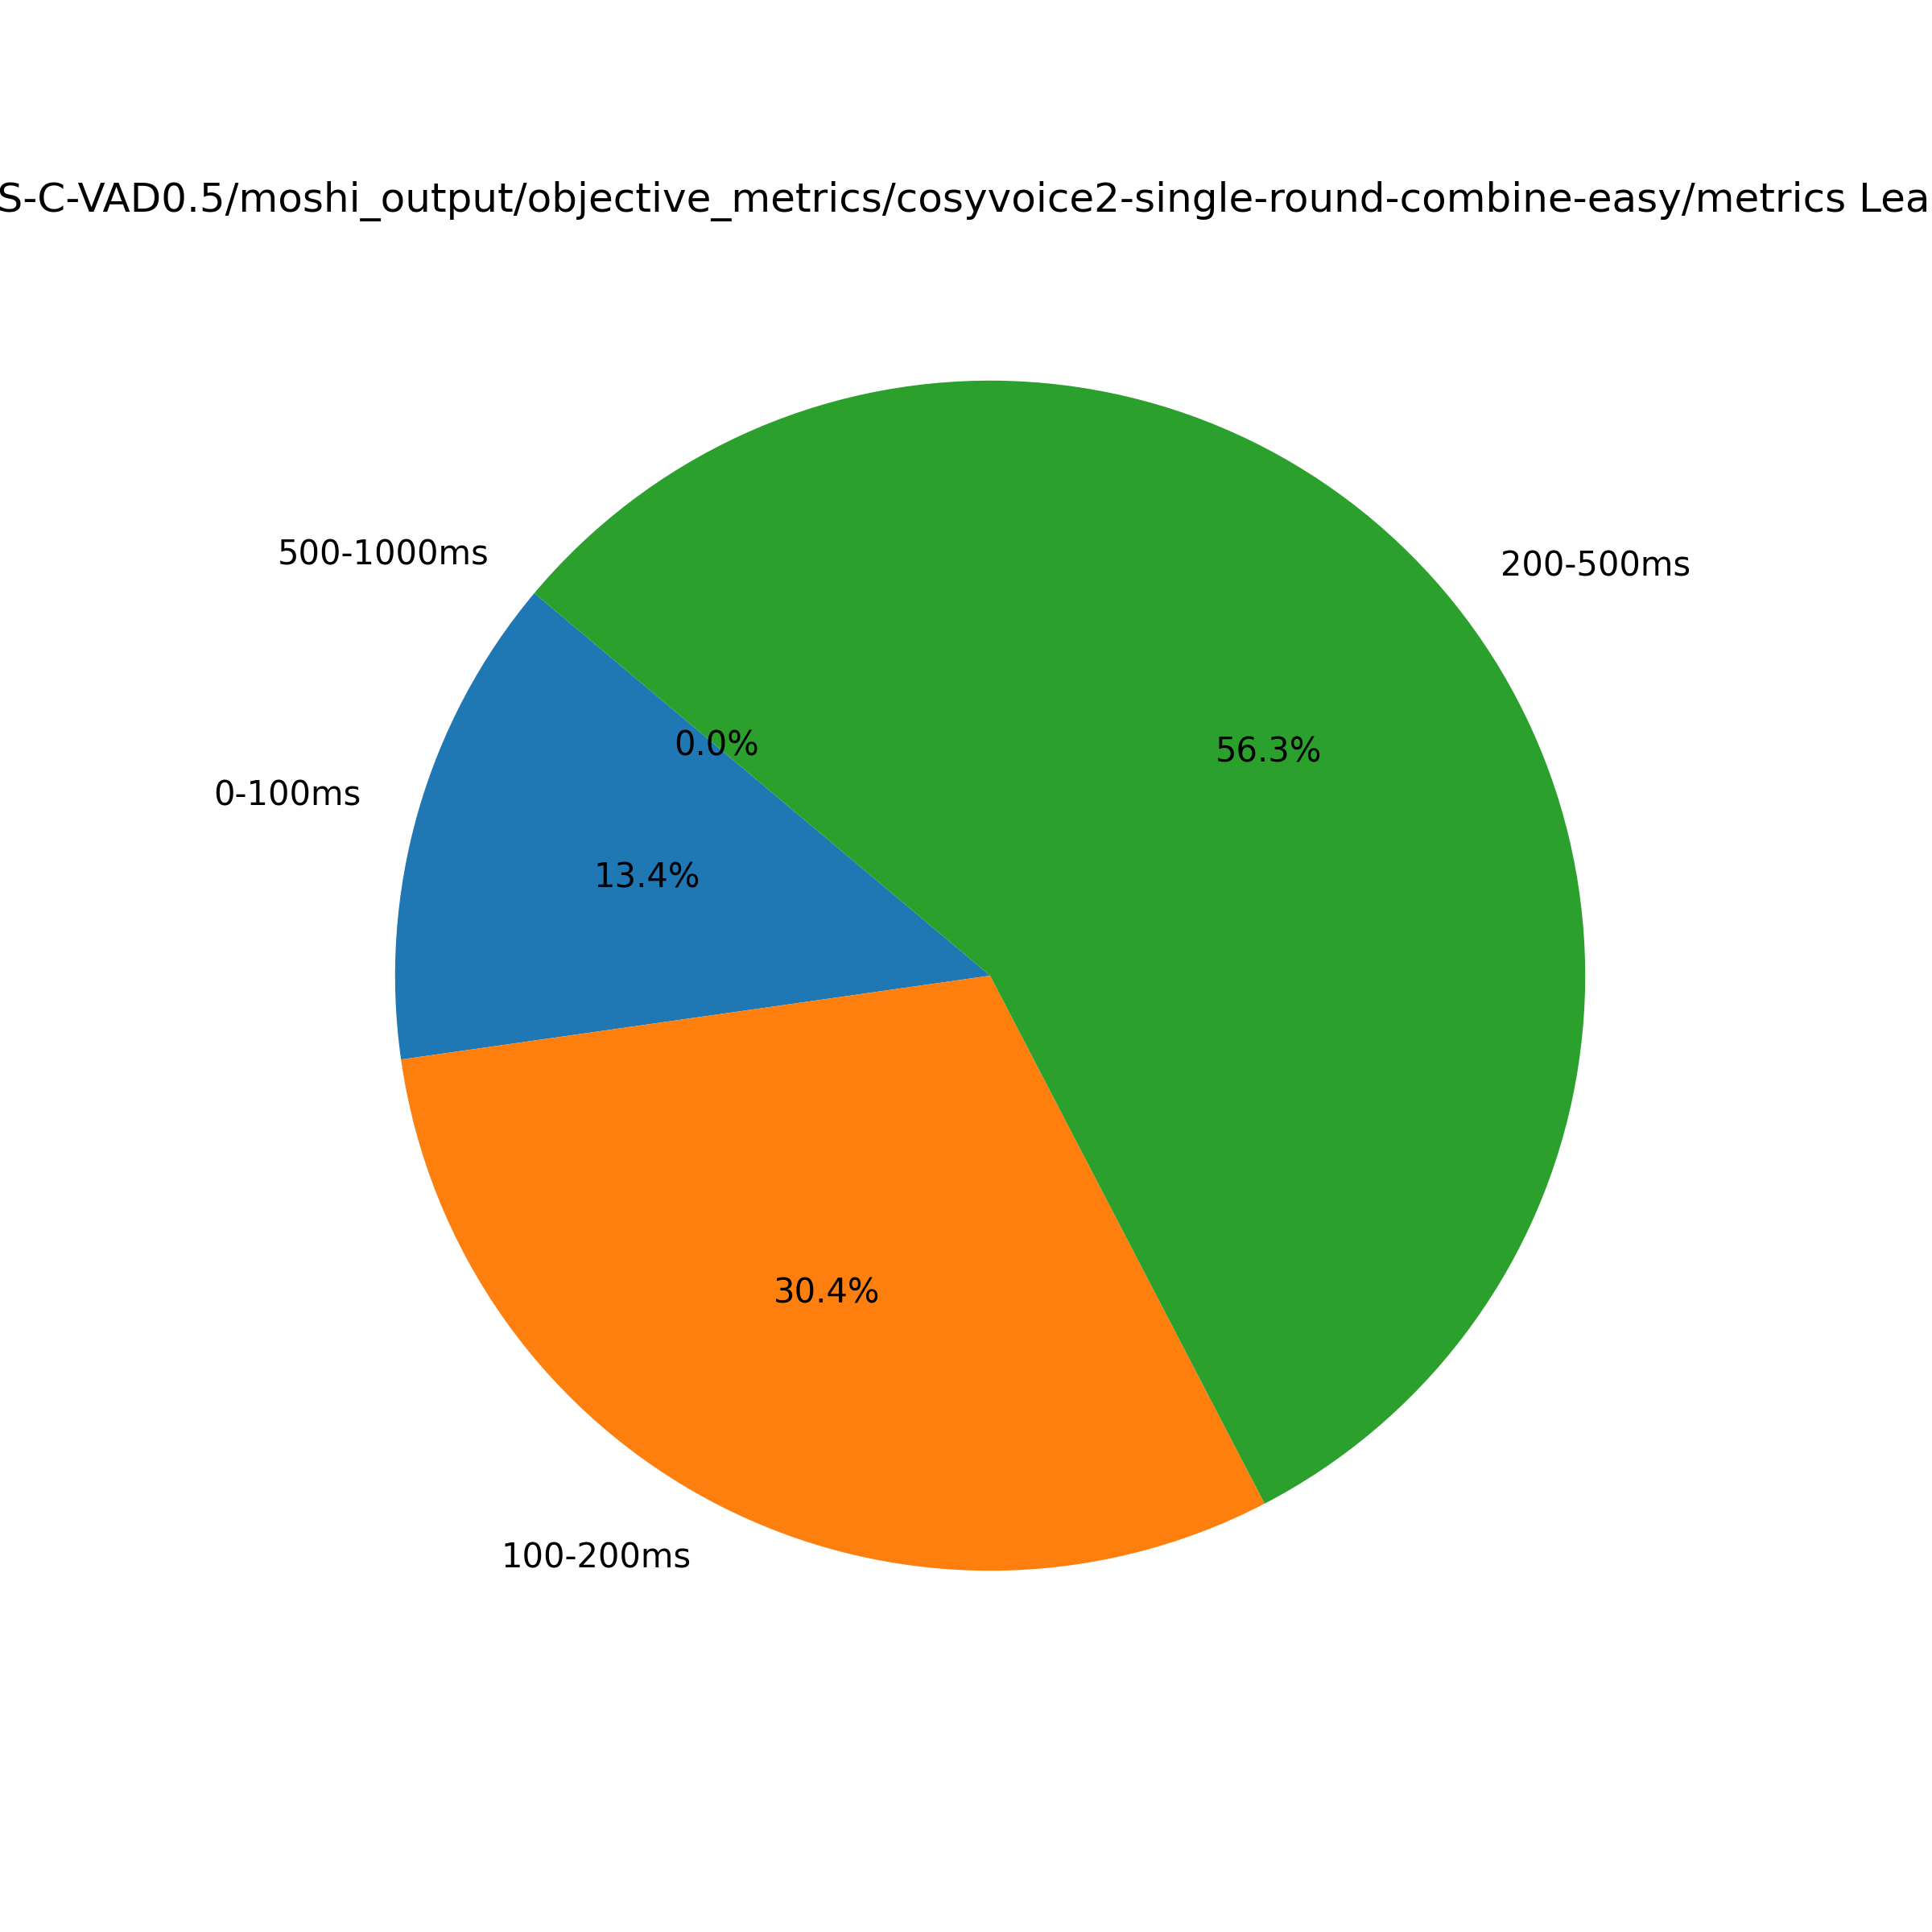 S-C-VAD0.5/moshi_output/objective_metrics/cosyvoice2-single-round-combine-easy/metrics Lea
500-1000ms
200-500ms
0.0%
56.3%
0-100ms
13.4%
30.4%
100-200ms